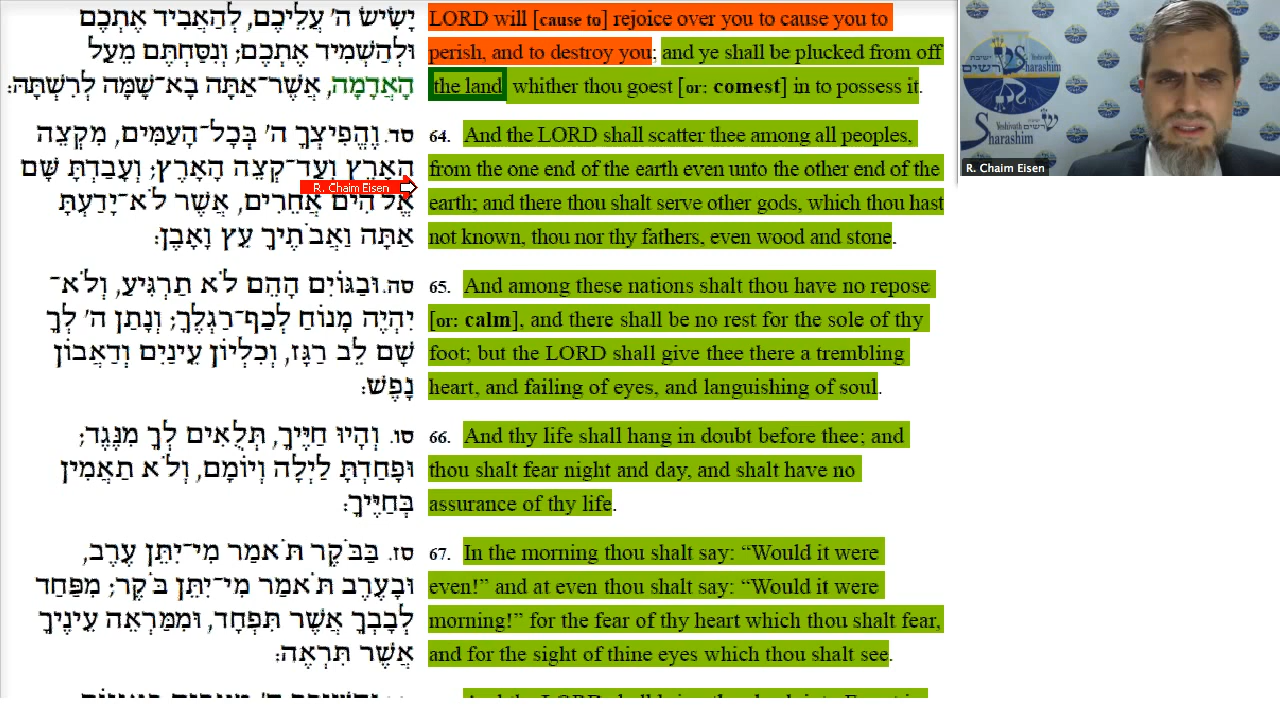 יָשִׂישׂ ה' עֲלֵיכֶם, לְהַאֲבִיד אֶתְכֶם
וּלְהַשְׁמִיד אֶתְכֶם; וְנִסַּחְתֶּם מֵעַל
הָאֲדָמָה, אֲשֶׁר־אַתָּה בָא־שָׁמָּה לְרִשְׁתָּהּ:
סד. וֶהֱפִיצְךָ ה' בְּכָל־הָעַמִּים, מִקְצֵה
הָאָרֶץ וְעַד־קְצֵה הָאָרֶץ; וְעָבַדְתָּ שָּׁם
אֱלֹהִים אֲחֵרִים, אֲשֶׁר לֹא־יָדַעְתָּ
אַתָּה וַאֲבֹתֶיךָ עֵץ וָאָבֶן:
סה. וּבַגּוֹיִם הָהֵם לֹא תַרְגִּיעַ, וְלֹא־
יִהְיֶה מָנוֹחַ לְכַף־רַגְלֶךָ; וְנָתַן ה' לְךָ
שָׁם לֵב רַגָּז, וְכִלְיוֹן עֵינַיִם וְדַאֲבוֹן
נָפֶשׁ:
סו. וְהָיוּ חַיֶּיךָ, תְּלֻאִים לְךָ מִנֶּגֶד;
וּפָחַדְתָּ לַיְלָה וְיוֹמָם, וְלֹא תַאֲמִין
בְּחַיֶּיךָ:
סז. בַּבֹּקֶר תֹּאמַר מִי־יִתֵּן עֶרֶב,
וּבָעֶרֶב תֹּאמַר מִי־יִתֵּן בֹּקֶר; מִפַּחַד
לְבָבְךָ אֲשֶׁר תִּפְחָד, וּמִמַּרְאֵה עֵינֶיךָ
אֲשֶׁר תִּרְאֶה:
LORD will [cause to] rejoice over you to cause you to
perish, and to destroy you; and ye shall be plucked from off
the land whither thou goest [or: comest] in to possess it.
64. And the LORD shall scatter thee among all peoples,
from the one end of the earth even unto the other end of the
earth; and there thou shalt serve other gods, which thou hast
not known, thou nor thy fathers, even wood and stone.
65. And among these nations shalt thou have no repose
[or: calm], and there shall be no rest for the sole of thy
foot; but the LORD shall give thee there a trembling
heart, and failing of eyes, and languishing of soul.
66. And thy life shall hang in doubt before thee; and
thou shalt fear night and day, and shalt have no
assurance of thy life.
67. In the morning thou shalt say: “Would it were
even!” and at even thou shalt say: “Would it were
morning!” for the fear of thy heart which thou shalt fear,
and for the sight of thine eyes which thou shalt see.
R. Chaim Eisen
Yeshivath
Sharashim
R. Chaim Eisen